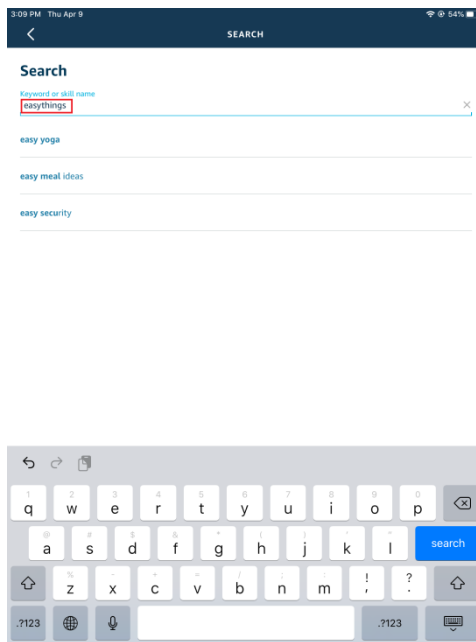 3:09 PM Thu Apr 9 54%
SEARCH
Search
Keyword or skill name
easythings
easy yoga
easy meal ideas
easy security
1 2 3 4 5 6 7 8 9 0
q w e r t y u i o p
@ # $ & * ( ) ' "
a s d f g h j k l search
% - + = / ; : ! ?
z x c v b n m , .
.?123 .?123